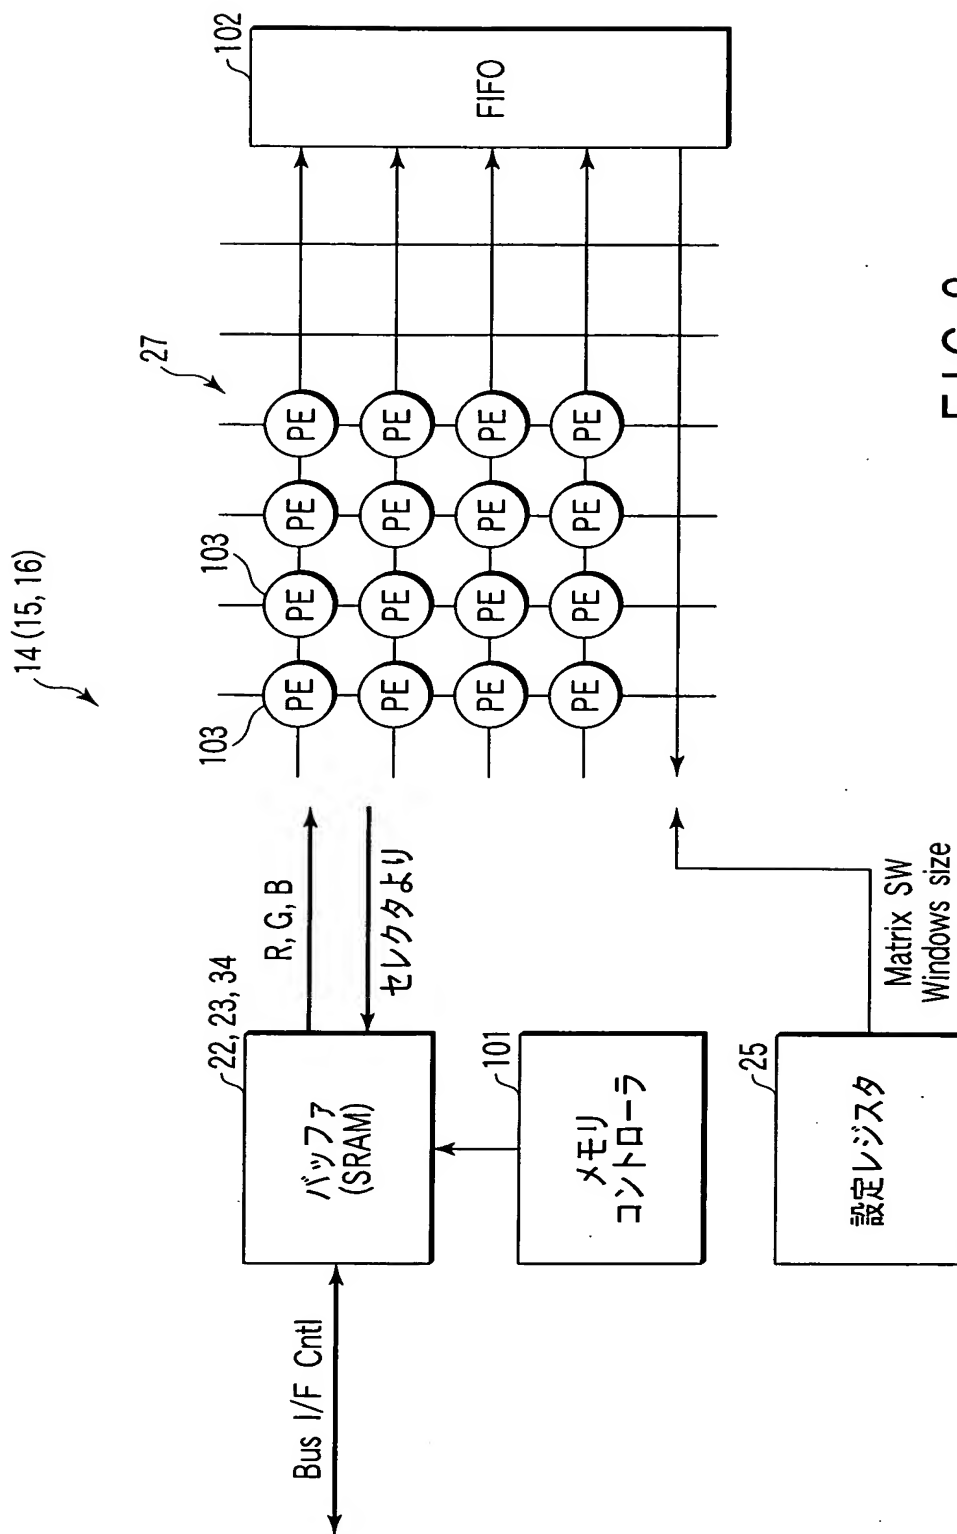 14 (15, 16)
22, 23, 34
バッファ
(SRAM)
Bus I/F Cntl
R, G, B
セレクタより
103
103
27
102
PE PE PE PE
PE PE PE PE
PE PE PE PE
PE PE PE PE
FIFO
101
メモリ
コントローラ
25
設定レジスタ
Matrix SW
Windows size